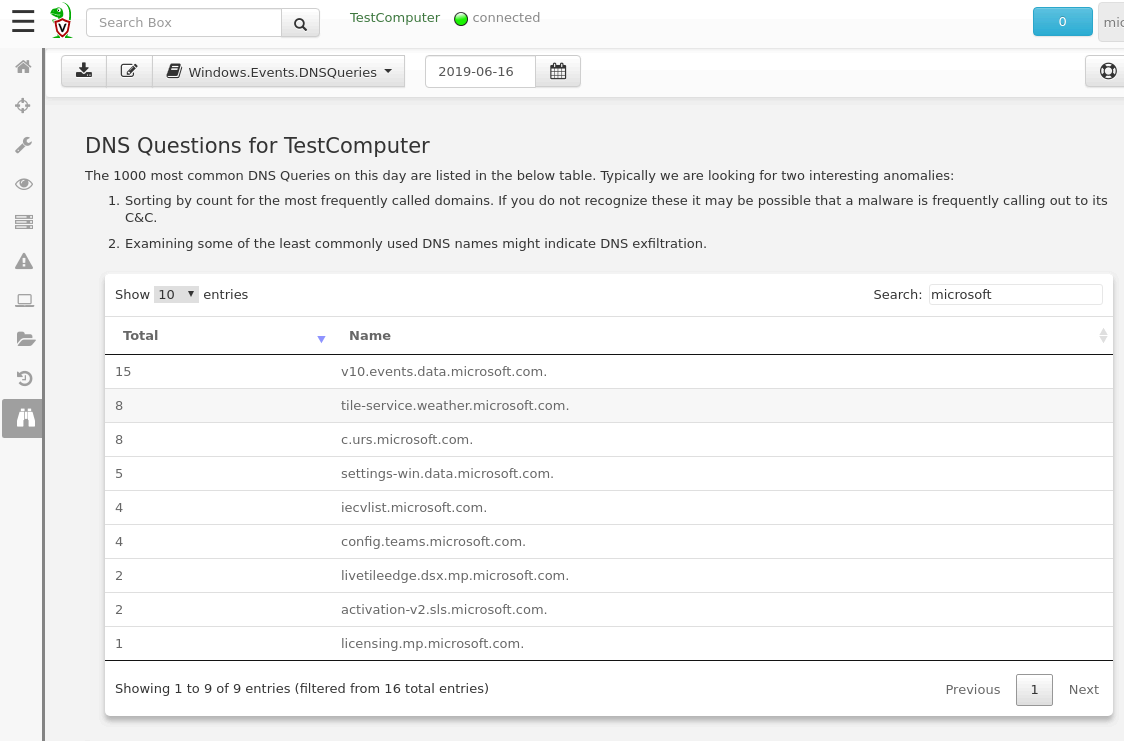 Search Box
TestComputer connected
0
mic
Windows.Events.DNSQueries
2019-06-16
DNS Questions for TestComputer
The 1000 most common DNS Queries on this day are listed in the below table. Typically we are looking for two interesting anomalies:
1. Sorting by count for the most frequently called domains. If you do not recognize these it may be possible that a malware is frequently calling out to its
C&C.
2. Examining some of the least commonly used DNS names might indicate DNS exfiltration.
Show 10 entries
Search: microsoft
Total Name
15 v10.events.data.microsoft.com.
8 tile-service.weather.microsoft.com.
8 c.urs.microsoft.com.
5 settings-win.data.microsoft.com.
4 iecvlist.microsoft.com.
4 config.teams.microsoft.com.
2 livetileedge.dsx.mp.microsoft.com.
2 activation-v2.sls.microsoft.com.
1 licensing.mp.microsoft.com.
Showing 1 to 9 of 9 entries (filtered from 16 total entries)
Previous 1 Next